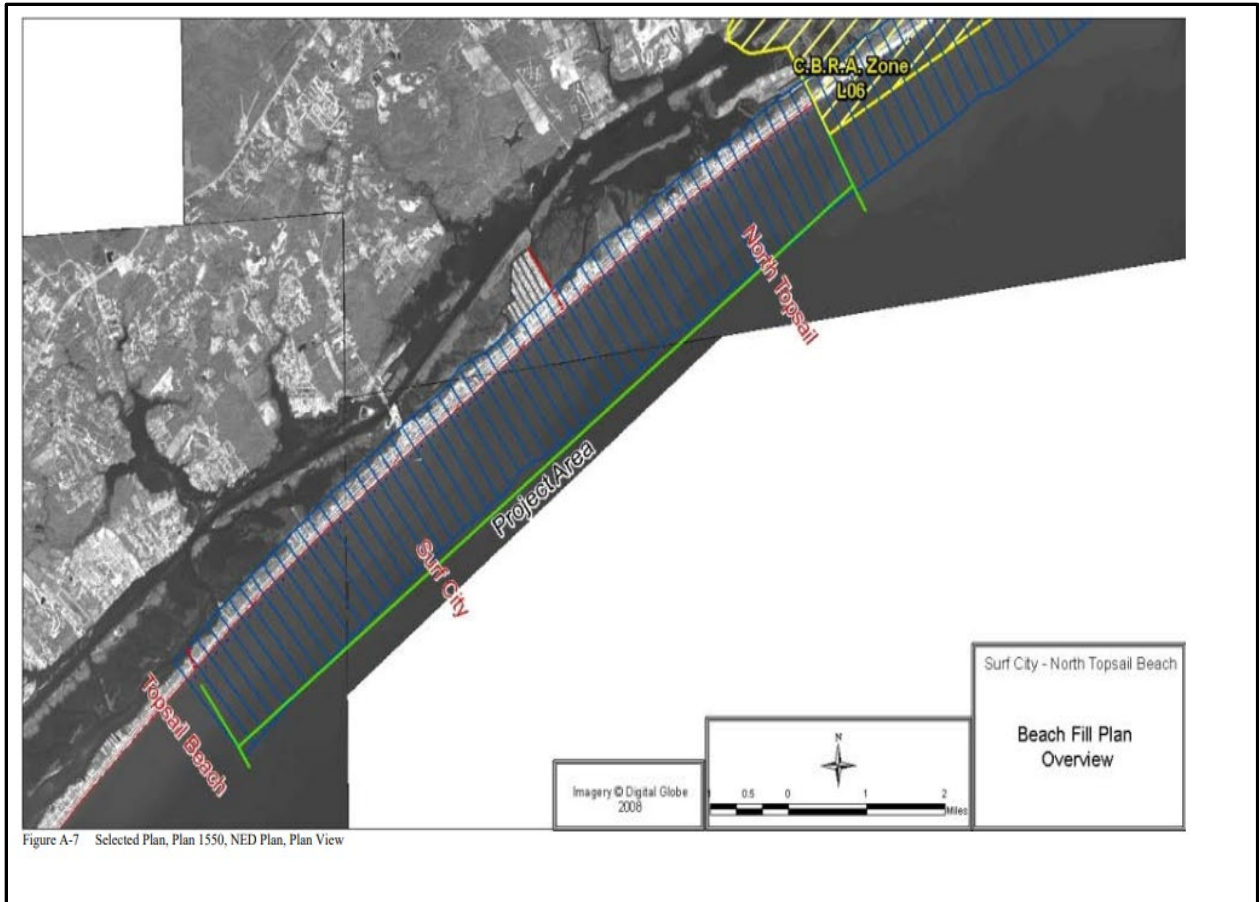 C.B.R.A. Zone
L06
North Topsail
Project Area
Surf City
Topsail Beach
Surf City - North Topsail Beach
Beach Fill Plan
Overview
Imagery © Digital Globe
2008
N
1 0.5 0 1 2
Miles
Figure A-7 Selected Plan, Plan 1550, NED Plan, Plan View